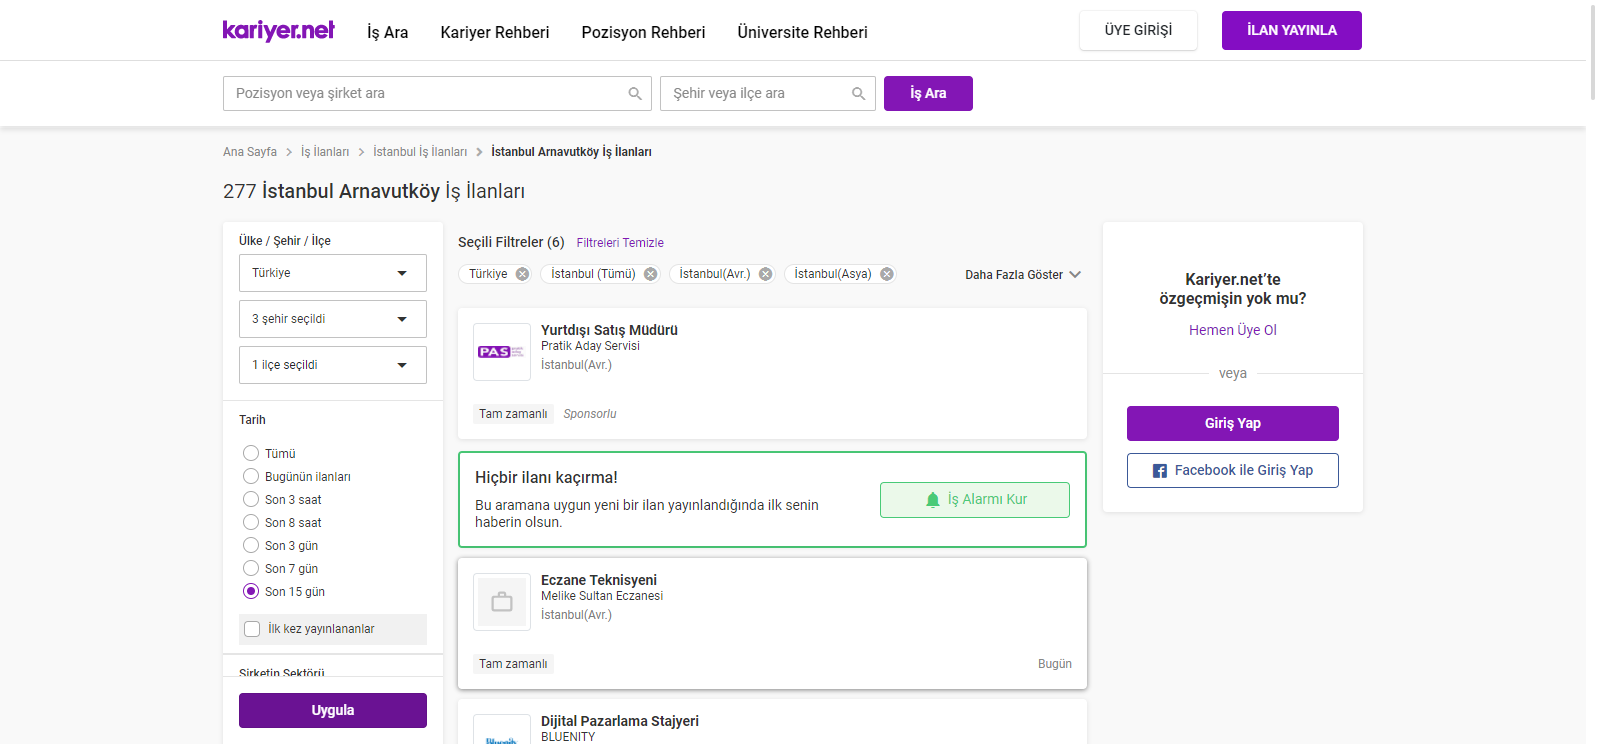 kariyer.net
İş Ara
Kariyer Rehberi
Pozisyon Rehberi
Üniversite Rehberi
ÜYE GİRİŞİ
İLAN YAYINLA
Pozisyon veya şirket ara
Şehir veya ilçe ara
İş Ara
Ana Sayfa > İş İlanları > İstanbul İş İlanları > İstanbul Arnavutköy İş İlanları
277 İstanbul Arnavutköy İş İlanları
Ülke / Şehir / İlçe
Türkiye
3 şehir seçildi
1 ilçe seçildi
Tarih
Tümü
Bugünün ilanları
Son 3 saat
Son 8 saat
Son 3 gün
Son 7 gün
Son 15 gün
İlk kez yayınlananlar
Şirketin Sektörü
Uygula
Seçili Filtreler (6) Filtreleri Temizle
Türkiye
İstanbul (Tümü)
İstanbul(Avr.)
İstanbul(Asya)
Daha Fazla Göster
PAS
Yurtdışı Satış Müdürü
Pratik Aday Servisi
İstanbul(Avr.)
Tam zamanlı
Sponsorlu
Hiçbir ilanı kaçırma!
Bu aramana uygun yeni bir ilan yayınlandığında ilk senin
haberin olsun.
İş Alarmı Kur
Eczane Teknisyeni
Melike Sultan Eczanesi
İstanbul(Avr.)
Tam zamanlı
Bugün
Dijital Pazarlama Stajyeri
BLUENITY
Kariyer.net'te
özgeçmişin yok mu?
Hemen Üye Ol
veya
Giriş Yap
Facebook ile Giriş Yap